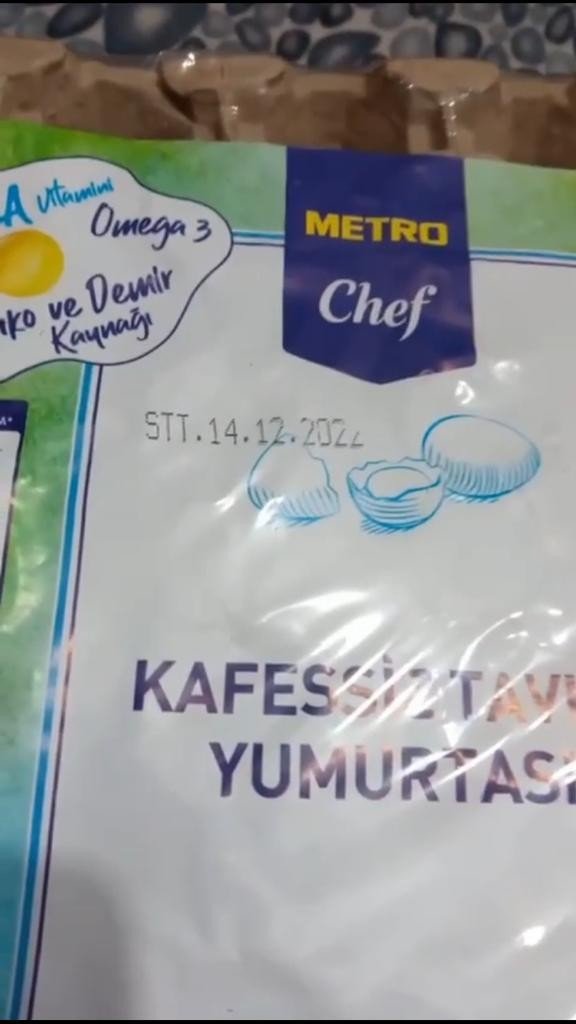 A vitamini
Omega 3
ve Demir
Kaynağı
METRO
Chef
STT.14.12.2022
KAFESSİZ
YUMURTASI